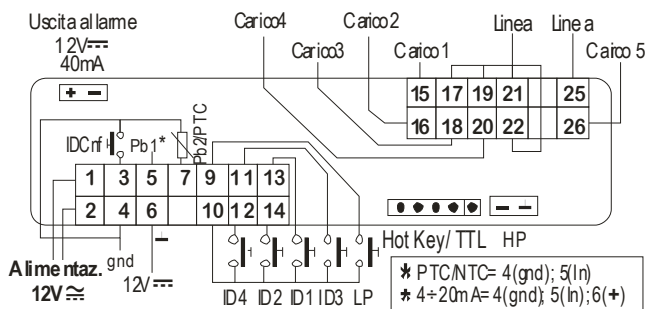 Uscita allarme
12V
40mA
Carico4
Carico3
Carico 2
Carico 1
Linea
Linea
Carico 5
+ -
15 17 19 21 25
16 18 20 22 26
IDCnf
Pb1*
Pb2/PTC
1 3 5 7 9 11 13
2 4 6 10 12 14
Alimentaz.
12V ≂
gnd
12V
ID4 ID2 ID1 ID3 LP
Hot Key/ TTL HP
* PTC/NTC= 4(gnd); 5(In)
* 4÷20mA= 4(gnd); 5(In); 6(+)